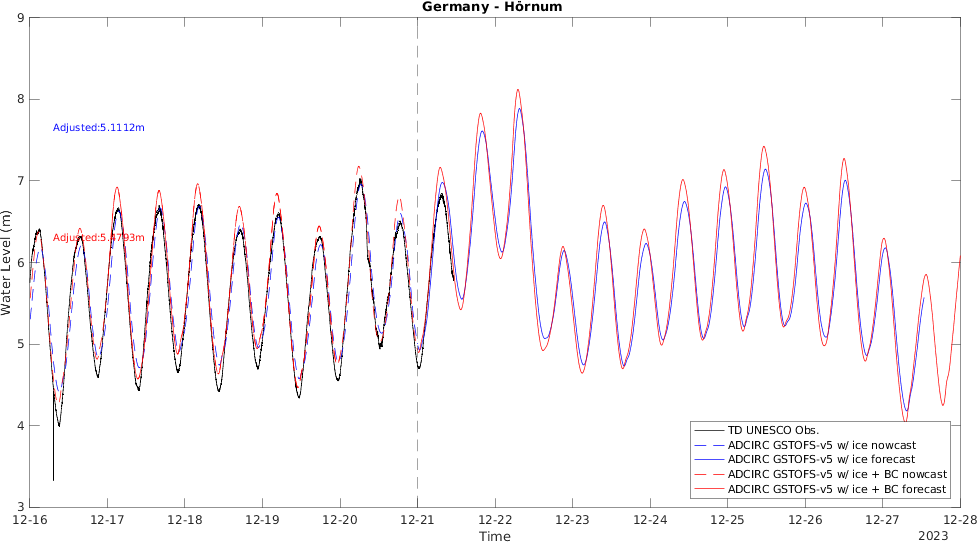 Germany - Hörnum
9
8
7
6
5
4
3
Water Level (m)
Adjusted:5.1112m
Adjusted:5.4793m
TD UNESCO Obs.
ADCIRC GSTOFS-v5 w/ ice nowcast
ADCIRC GSTOFS-v5 w/ ice forecast
ADCIRC GSTOFS-v5 w/ ice + BC nowcast
ADCIRC GSTOFS-v5 w/ ice + BC forecast
12-16 12-17 12-18 12-19 12-20 12-21 12-22 12-23 12-24 12-25 12-26 12-27 12-28
Time
2023